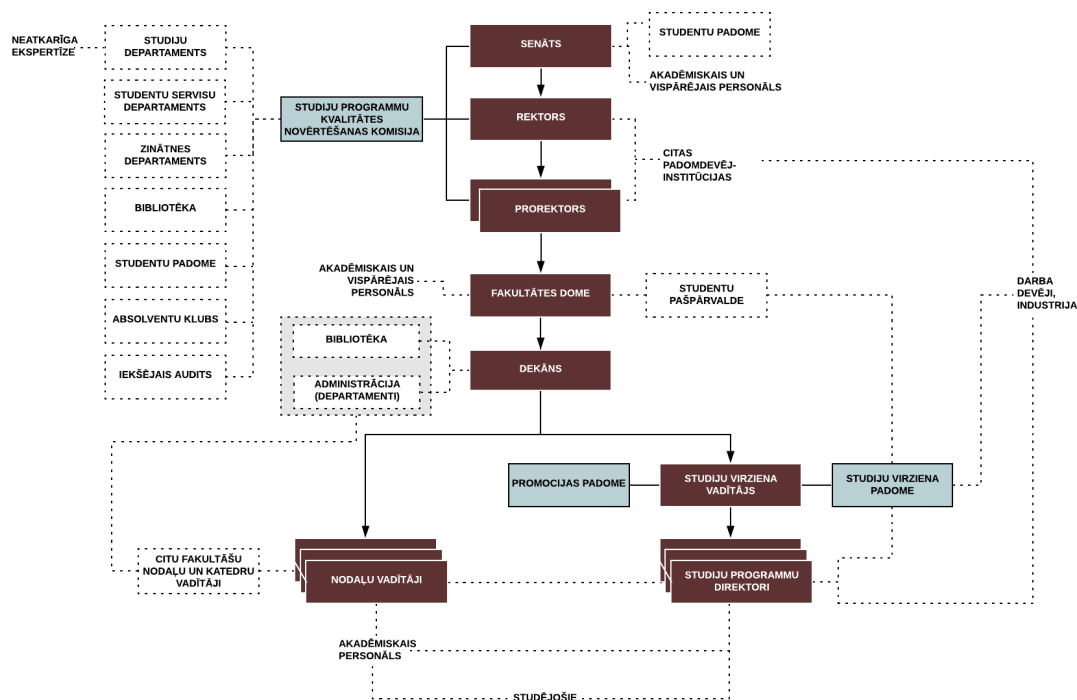 NEATKARĪGA
EKSPERTĪZE
STUDIJU
DEPARTAMENTS
STUDENTU SERVISU
DEPARTAMENTS
ZINĀTNES
DEPARTAMENTS
BIBLIOTĒKA
STUDENTU PADOME
ABSOLVENTU KLUBS
IEKŠĒJAIS AUDITS
STUDIJU PROGRAMMU
KVALITĀTES
NOVĒRTĒŠANAS KOMISIJA
SENĀTS
STUDENTU PADOME
AKADĒMISKAIS UN
VISPĀRĒJAIS PERSONĀLS
REKTORS
CITAS
PADOMDEVĒJ-
INSTITŪCIJAS
PROREKTORS
AKADĒMISKAIS UN
VISPĀRĒJAIS
PERSONĀLS
FAKULTĀTES DOME
STUDENTU
PAŠPĀRVALDE
DARBA
DEVĒJI,
INDUSTRIJA
BIBLIOTĒKA
ADMINISTRĀCIJA
(DEPARTAMENTI)
DEKĀNS
PROMOCIJAS PADOME
STUDIJU VIRZIENA
VADĪTĀJS
STUDIJU VIRZIENA
PADOME
CITU FAKULTĀŠU
NODAĻU UN KATEDRU
VADĪTĀJI
NODAĻU VADĪTĀJI
STUDIJU PROGRAMMU
DIREKTORI
AKADĒMISKAIS
PERSONĀLS
STUDĒJOŠIE